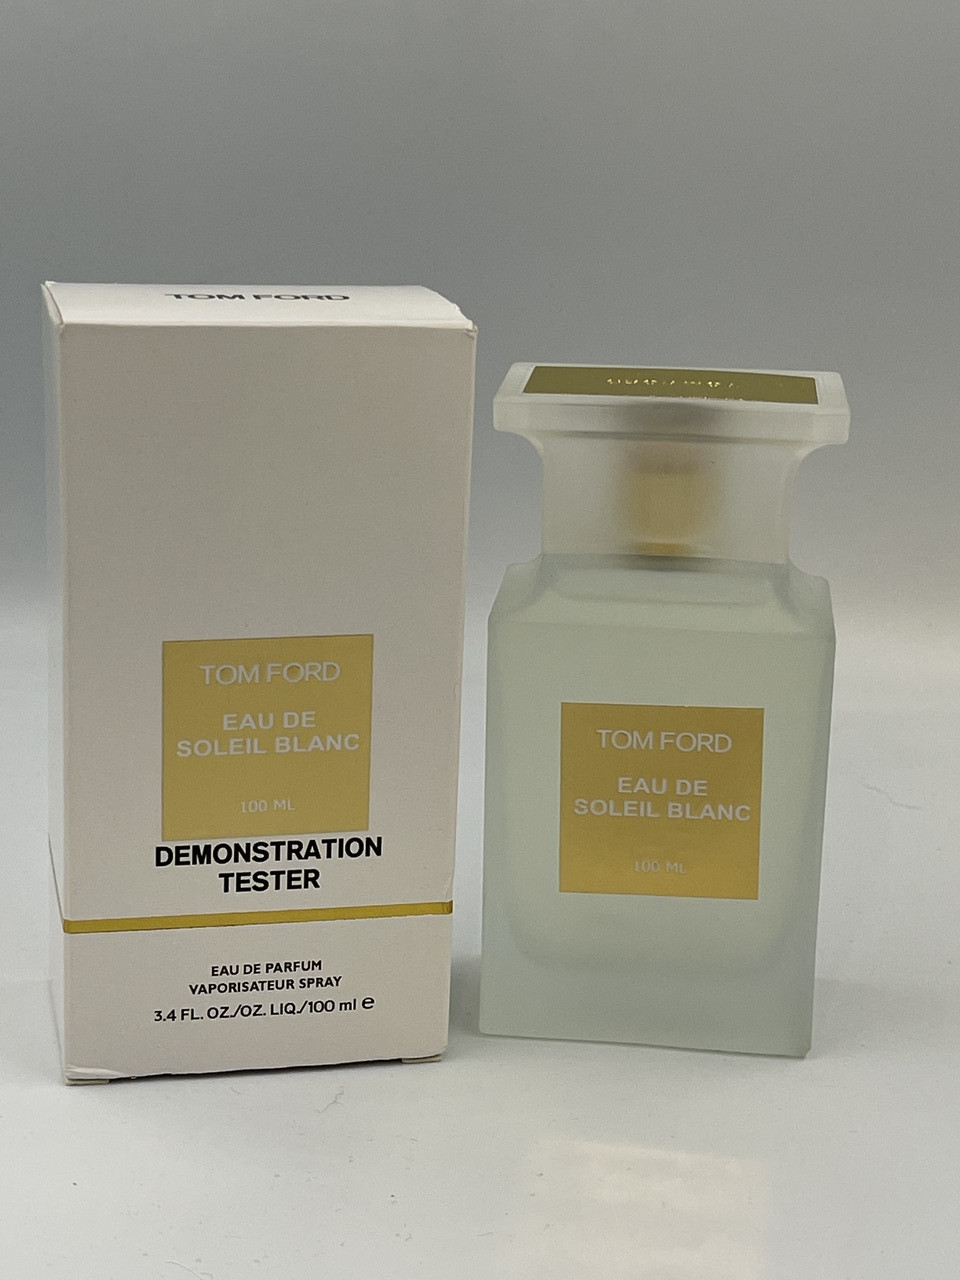 TOM FORD
TOM FORD
EAU DE
SOLEIL BLANC
100 ML
DEMONSTRATION
TESTER
EAU DE PARFUM
VAPORISATEUR SPRAY
3.4 FL. OZ./OZ. LIQ./100 ml e
TOM FORD
EAU DE
SOLEIL BLANC
100 ML